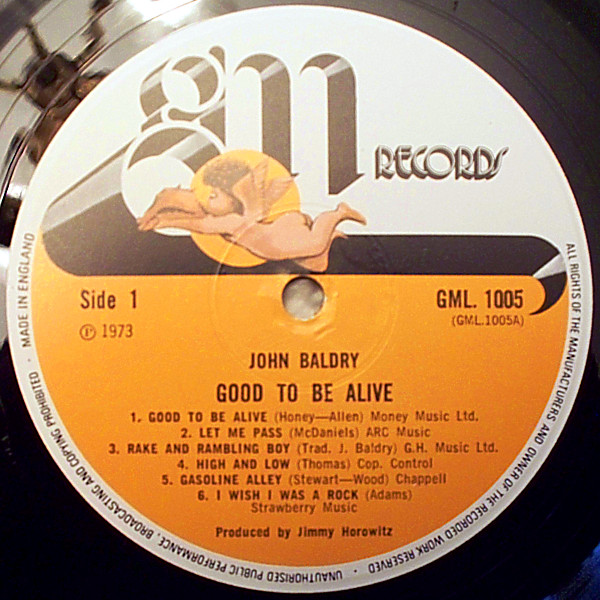 gm RECORDS
Side 1
GML. 1005
℗ 1973
(GML.1005A)
JOHN BALDRY
GOOD TO BE ALIVE
1. GOOD TO BE ALIVE (Honey—Allen) Money Music Ltd.
2. LET ME PASS (McDaniels) ARC Music
3. RAKE AND RAMBLING BOY (Trad. J. Baldry) G.H. Music Ltd.
4. HIGH AND LOW (Thomas) Cop. Control
5. GASOLINE ALLEY (Stewart—Wood) Chappell
6. I WISH I WAS A ROCK (Adams)
Strawberry Music
Produced by Jimmy Horowitz
ALL RIGHTS OF THE MANUFACTURERS AND OWNER OF THE RECORDED WORK RESERVED · UNAUTHORISED PUBLIC PERFORMANCE, BROADCASTING AND COPYING PROHIBITED · MADE IN ENGLAND